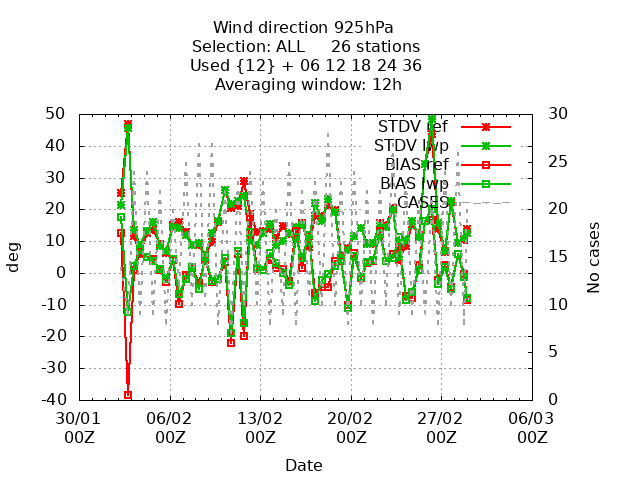 Wind direction 925hPa
Selection: ALL 26 stations
Used {12} + 06 12 18 24 36
Averaging window: 12h
50
40
30
20
10
0
-10
-20
-30
-40
deg
30
25
20
15
10
5
0
No cases
STDV ref
STDV lwp
BIAS ref
BIAS lwp
CASES
30/01 06/02 13/02 20/02 27/02 06/03
00Z 00Z 00Z 00Z 00Z 00Z
Date